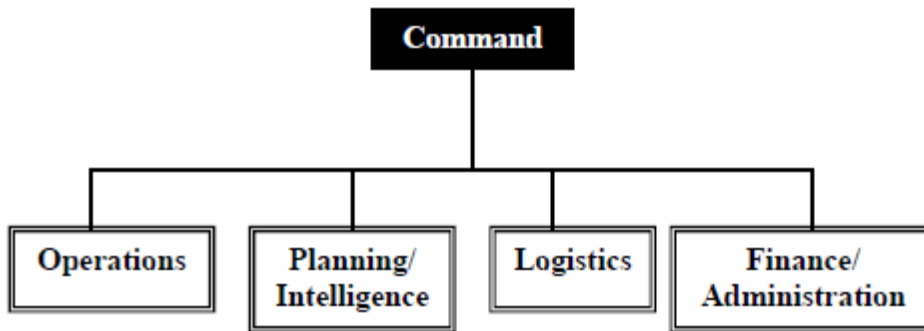 Command
Operations
Planning/
Intelligence
Logistics
Finance/
Administration